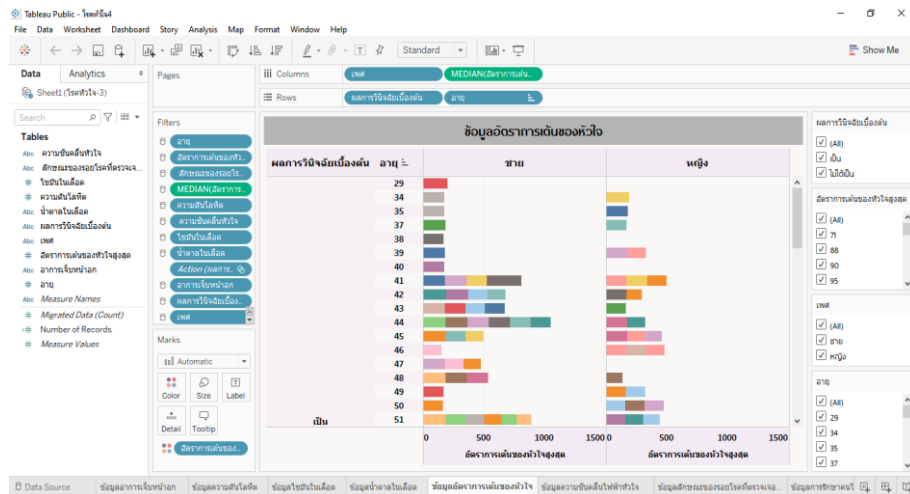 Tableau Public - โรคหัวใจ4
File Data Worksheet Dashboard Story Analysis Map Format Window Help
Standard
Show Me
Data Analytics
Sheet1 (โรคหัวใจ-3)
Search
Tables
Abc ความชันคลื่นหัวใจ
Abc ลักษณะของรอยโรคที่ตรวจเจ...
# ไขมันในเลือด
# ความดันโลหิต
Abc น้ำตาลในเลือด
Abc ผลการวินิจฉัยเบื้องต้น
Abc เพศ
# อัตราการเต้นของหัวใจสูงสุด
Abc อาการเจ็บหน้าอก
# อายุ
Abc Measure Names
# Migrated Data (Count)
=# Number of Records
# Measure Values
Pages
Filters
อายุ
อัตราการเต้นของหัว..
ลักษณะของรอยโร..
MEDIAN(อัตราการ..
ความดันโลหิต
ความชันคลื่นหัวใจ
ไขมันในเลือด
น้ำตาลในเลือด
Action (ผลการ..
อาการเจ็บหน้าอก
ผลการวินิจฉัยเบื้อง..
เพศ
Marks
Automatic
Color Size Label
Detail Tooltip
อัตราการเต้นของ..
Columns เพศ MEDIAN(อัตราการเต้น..
Rows ผลการวินิจฉัยเบื้องต้น อายุ
ข้อมูลอัตราการเต้นของหัวใจ
ผลการวินิจฉัยเบื้องต้น อายุ ชาย หญิง
29
34
35
37
38
39
40
41
42
43
44
45
46
47
48
49
50
เป็น 51
0 500 1000 1500 0 500 1000 1500
อัตราการเต้นของหัวใจสูงสุด อัตราการเต้นของหัวใจสูงสุด
ผลการวินิจฉัยเบื้องต้น
(All)
เป็น
ไม่ได้เป็น
อัตราการเต้นของหัวใจสูงสุด
(All)
71
88
90
95
เพศ
(All)
ชาย
หญิง
อายุ
(All)
29
34
35
37
Data Source ข้อมูลอาการเจ็บหน้าอก ข้อมูลความดันโลหิต ข้อมูลไขมันในเลือด ข้อมูลน้ำตาลในเลือด ข้อมูลอัตราการเต้นของหัวใจ ข้อมูลความชันคลื่นไฟฟ้าหัวใจ ข้อมูลลักษณะของรอยโรคที่ตรวจเจอ...